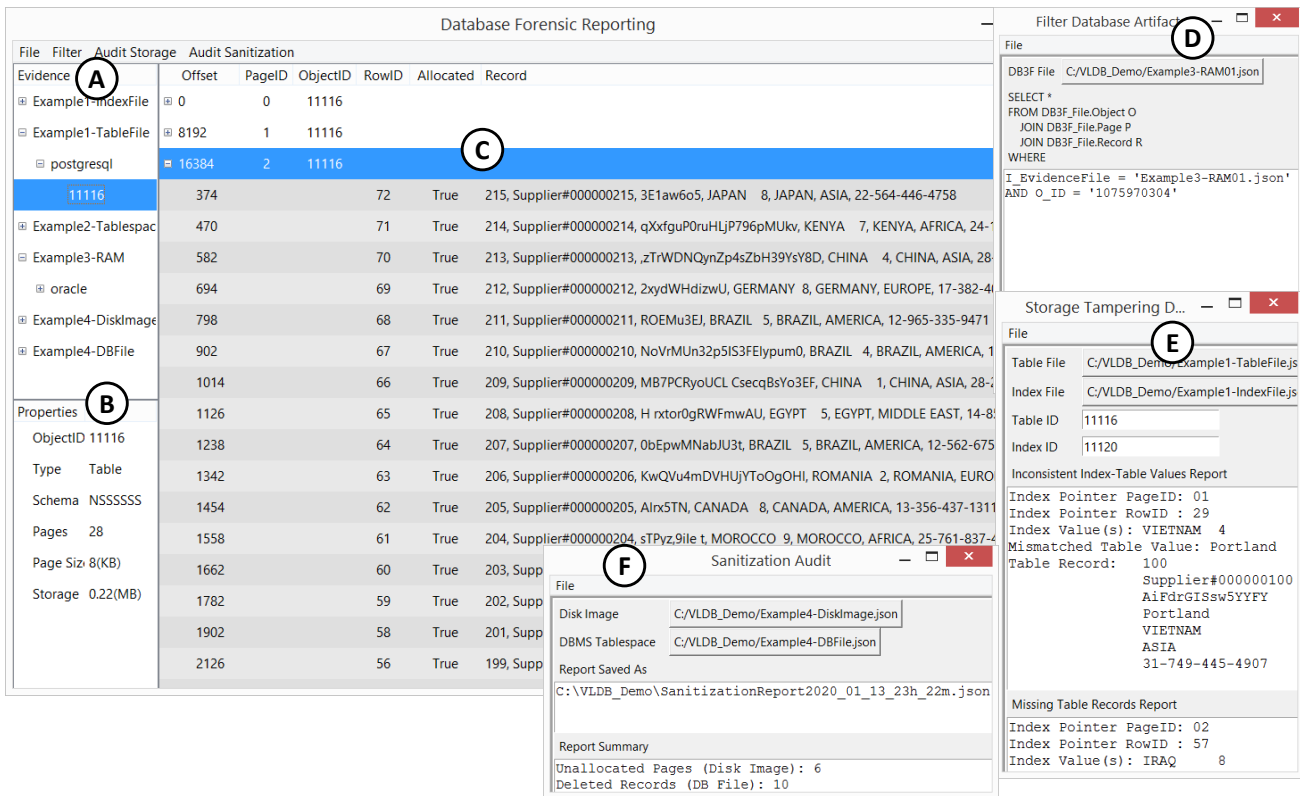 Database Forensic Reporting
File Filter Audit Storage Audit Sanitization
Evidence
A
Example1-IndexFile
Example1-TableFile
postgresql
11116
Example2-Tablespac
Example3-RAM
oracle
Example4-DiskImage
Example4-DBFile
Properties
B
ObjectID 11116
Type Table
Schema NSSSSSS
Pages 28
Page Siz 8(KB)
Storage 0.22(MB)
Offset PageID ObjectID RowID Allocated Record
0 0 11116
8192 1 11116
C
16384 2 11116
374 72 True 215, Supplier#000000215, 3E1aw6o5, JAPAN 8, JAPAN, ASIA, 22-564-446-4758
470 71 True 214, Supplier#000000214, qXxfguP0ruHLjP796pMUkv, KENYA 7, KENYA, AFRICA, 24-1
582 70 True 213, Supplier#000000213, ,zTrWDNQynZp4sZbH39YsY8D, CHINA 4, CHINA, ASIA, 28-
694 69 True 212, Supplier#000000212, 2xydWHdizwU, GERMANY 8, GERMANY, EUROPE, 17-382-4
798 68 True 211, Supplier#000000211, ROEMu3EJ, BRAZIL 5, BRAZIL, AMERICA, 12-965-335-9471
902 67 True 210, Supplier#000000210, NoVrMUn32p5IS3FEIypum0, BRAZIL 4, BRAZIL, AMERICA, 1
1014 66 True 209, Supplier#000000209, MB7PCRyoUCL CsecqBsYo3EF, CHINA 1, CHINA, ASIA, 28-2
1126 65 True 208, Supplier#000000208, H rxtor0gRWFmwAU, EGYPT 5, EGYPT, MIDDLE EAST, 14-8
1238 64 True 207, Supplier#000000207, 0bEpwMNabJU3t, BRAZIL 5, BRAZIL, AMERICA, 12-562-675
1342 63 True 206, Supplier#000000206, KwQVu4mDVHUjYToOgOHI, ROMANIA 2, ROMANIA, EURO
1454 62 True 205, Supplier#000000205, AIrx5TN, CANADA 8, CANADA, AMERICA, 13-356-437-1311
1558 61 True 204, Supplier#000000204, sTPyz,9ile t, MOROCCO 9, MOROCCO, AFRICA, 25-761-837-4
1662 60 True 203, Supp
1782 59 True 202, Supp
1902 58 True 201, Supp
2126 56 True 199, Supp
Filter Database Artifac
D
File
DB3F File C:/VLDB_Demo/Example3-RAM01.json
SELECT *
FROM DB3F_File.Object O
JOIN DB3F_File.Page P
JOIN DB3F_File.Record R
WHERE
I_EvidenceFile = 'Example3-RAM01.json'
AND O_ID = '1075970304'
Storage Tampering D...
File
E
Table File C:/VLDB_Demo/Example1-TableFile.js
Index File C:/VLDB_Demo/Example1-IndexFile.js
Table ID 11116
Index ID 11120
Inconsistent Index-Table Values Report
Index Pointer PageID: 01
Index Pointer RowID : 29
Index Value(s): VIETNAM 4
Mismatched Table Value: Portland
Table Record: 100
Supplier#000000100
AiFdrGISsw5YYFY
Portland
VIETNAM
ASIA
31-749-445-4907
Missing Table Records Report
Index Pointer PageID: 02
Index Pointer RowID : 57
Index Value(s): IRAQ 8
F
Sanitization Audit
File
Disk Image C:/VLDB_Demo/Example4-DiskImage.json
DBMS Tablespace C:/VLDB_Demo/Example4-DBFile.json
Report Saved As
C:\VLDB_Demo\SanitizationReport2020_01_13_23h_22m.json
Report Summary
Unallocated Pages (Disk Image): 6
Deleted Records (DB File): 10